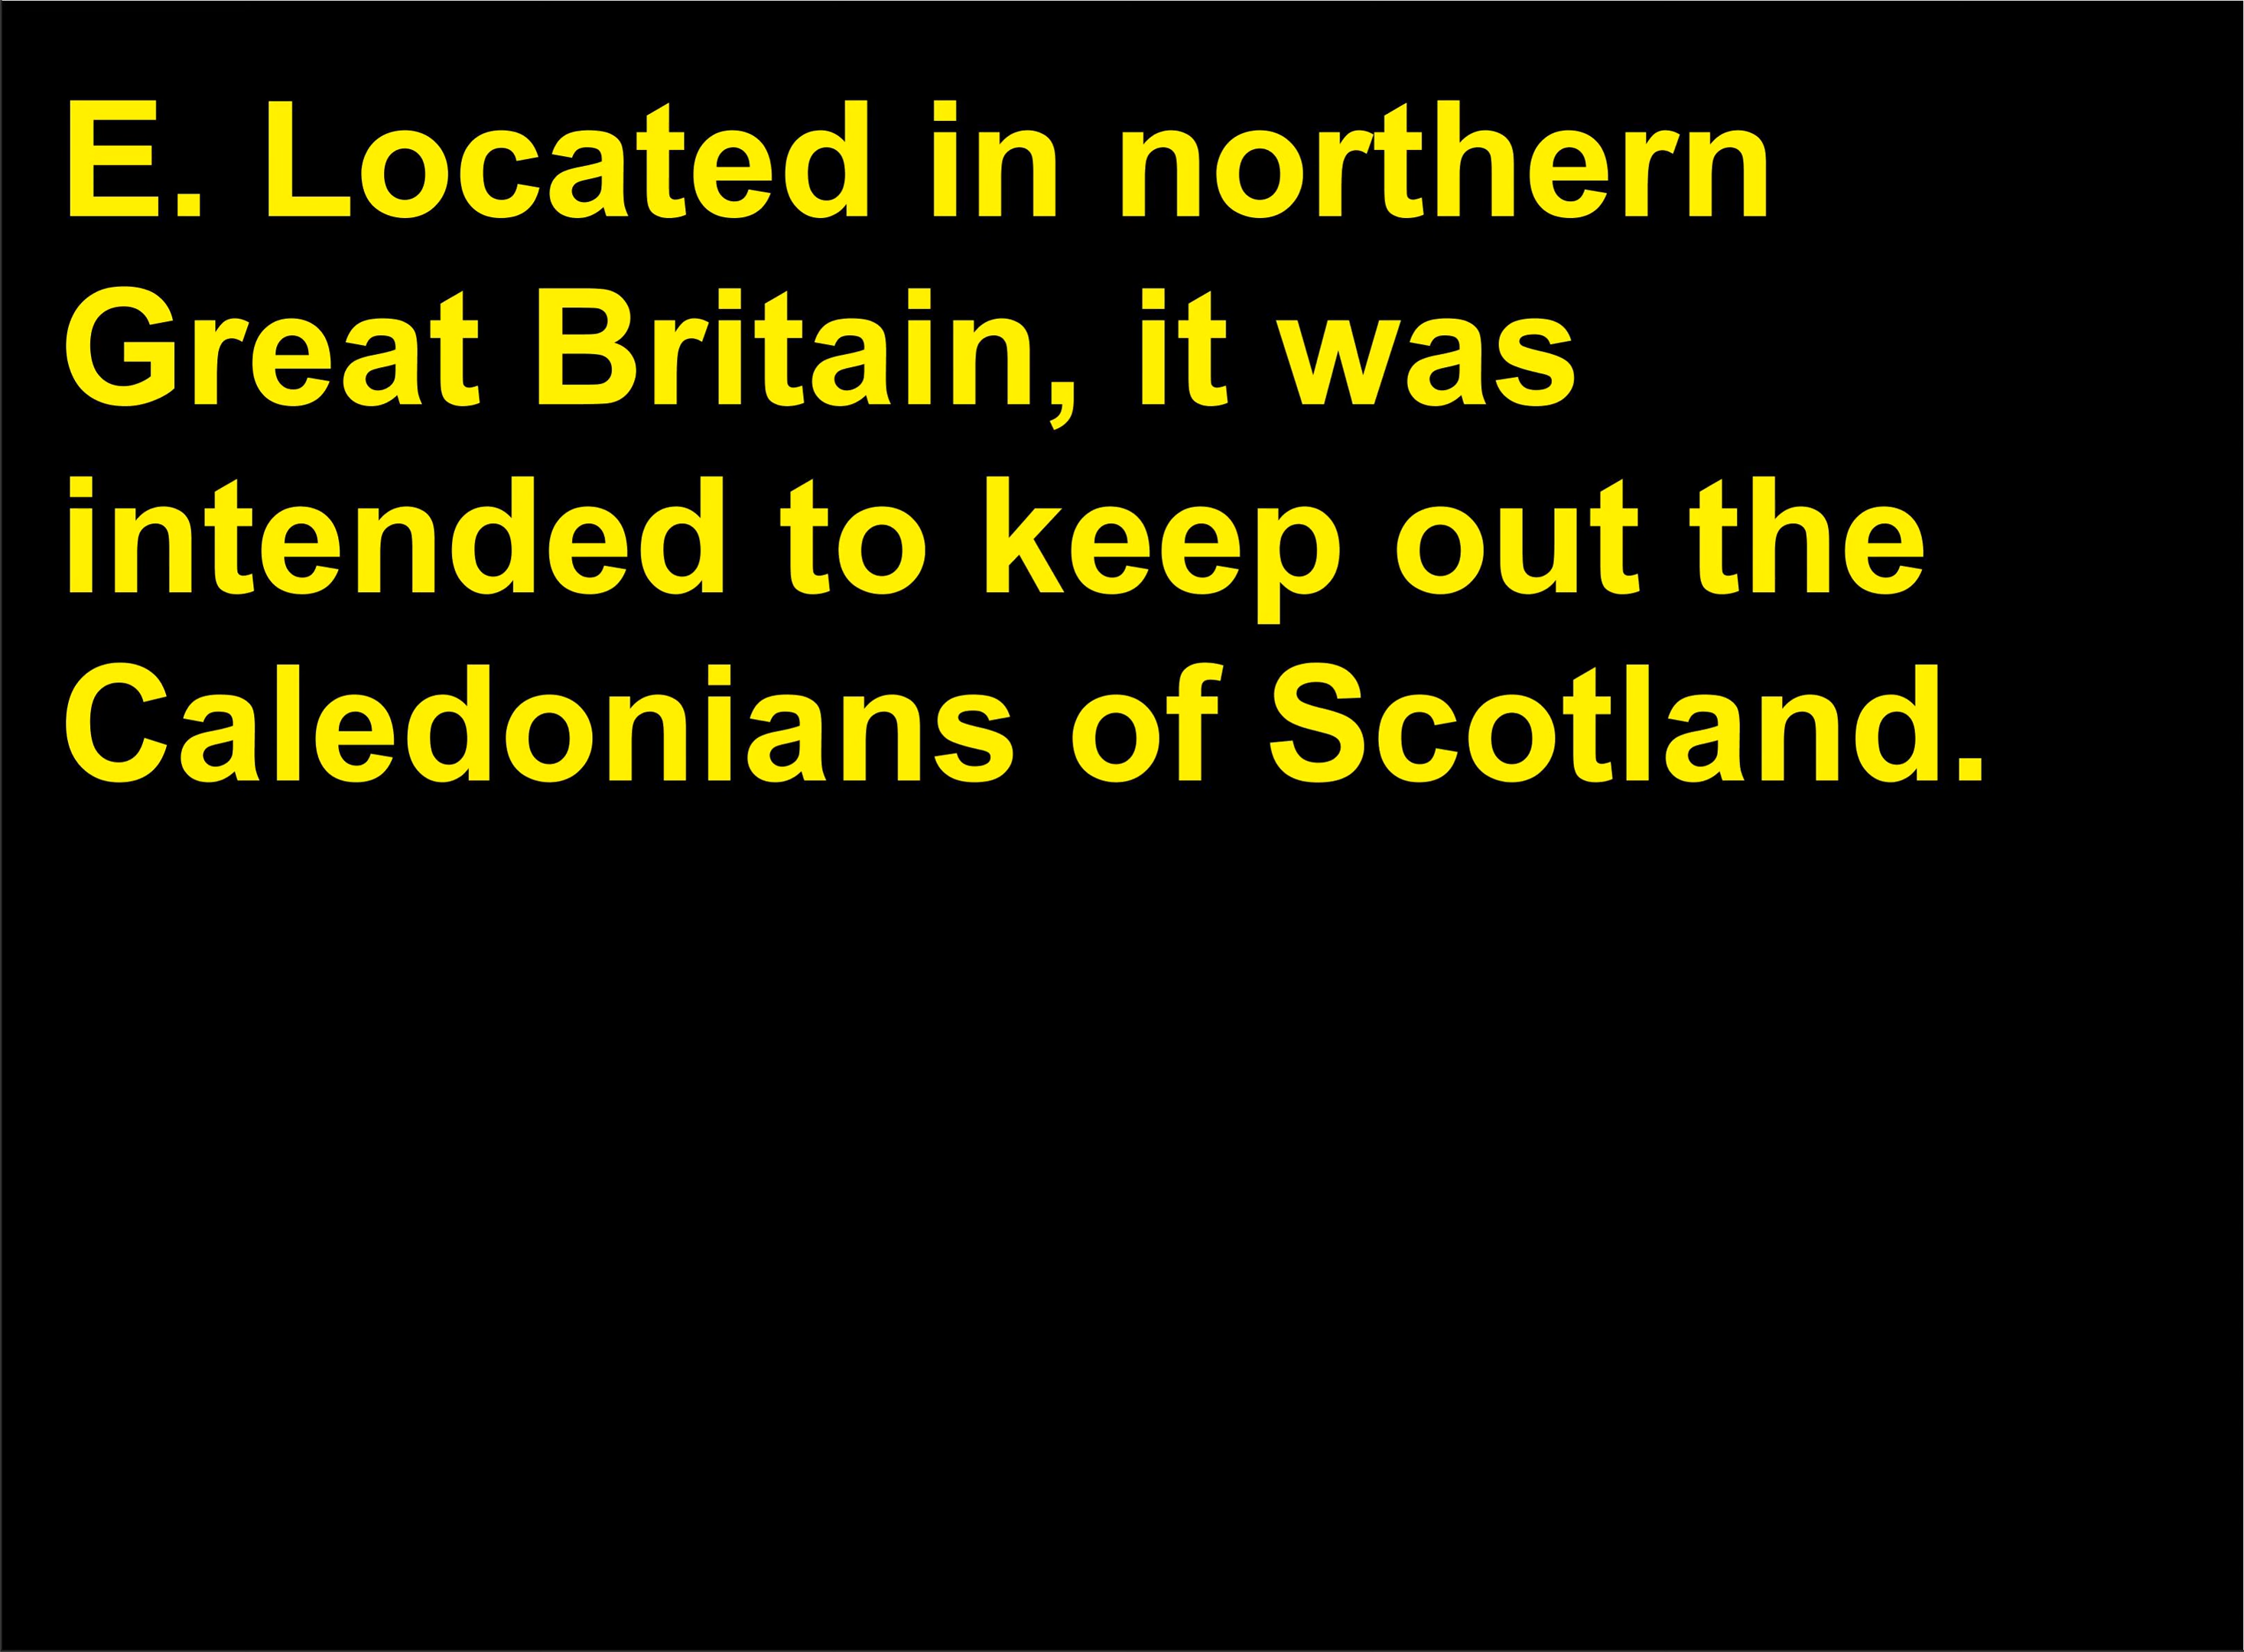 E. Located in northern
Great Britain, it was
intended to keep out the
Caledonians of Scotland.